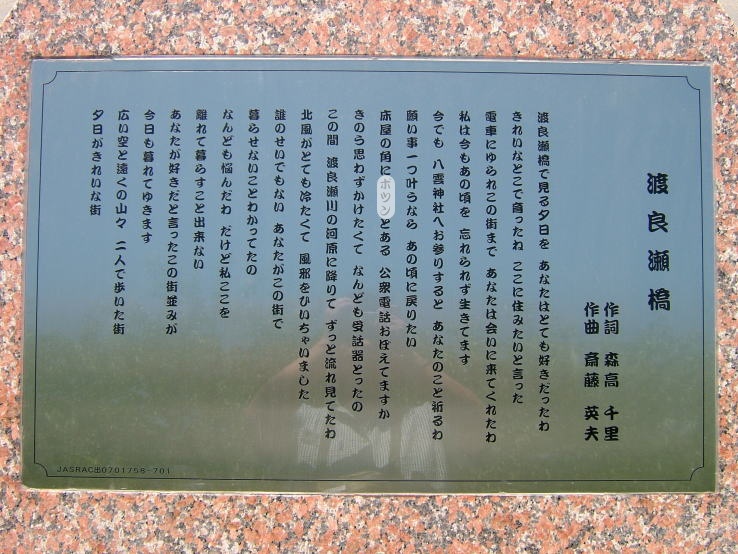 渡良瀬橋
作詞 森高 千里
作曲 斎藤 英夫
渡良瀬橋で見る夕日を あなたはとても好きだったわ
きれいなとこで育ったね ここに住みたいと言った
電車にゆられこの街まで あなたは会いに来てくれたわ
私は今もあの頃を 忘れられず生きてます
今でも 八雲神社へお参りすると あなたのこと祈るわ
願い事一つ叶うなら あの頃に戻りたい
床屋の角にポツンとある 公衆電話おぼえてますか
きのう思わずかけたくて なんども受話器とったの
この間 渡良瀬川の河原に降りて ずっと流れ見てたわ
北風がとても冷たくて 風邪をひいちゃいました
誰のせいでもない あなたがこの街で
暮らせないことわかってたの
なんども悩んだわ だけど私ここを
離れて暮らすこと出来ない
あなたが好きだと言ったこの街並みが
今日も暮れてゆきます
広い空と遠くの山々 二人で歩いた街
夕日がきれいな街
JASRAC出0701758-701